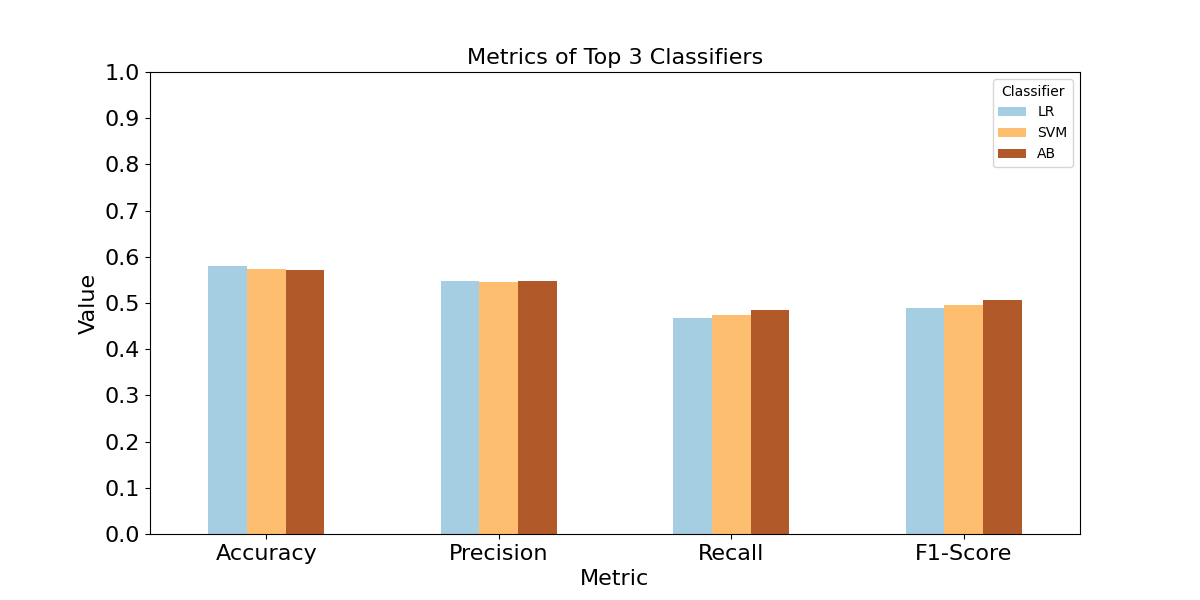 Metrics of Top 3 Classifiers
1.0
0.9
0.8
0.7
0.6
0.5
0.4
0.3
0.2
0.1
0.0
Value
Classifier
LR
SVM
AB
Accuracy Precision Recall F1-Score
Metric